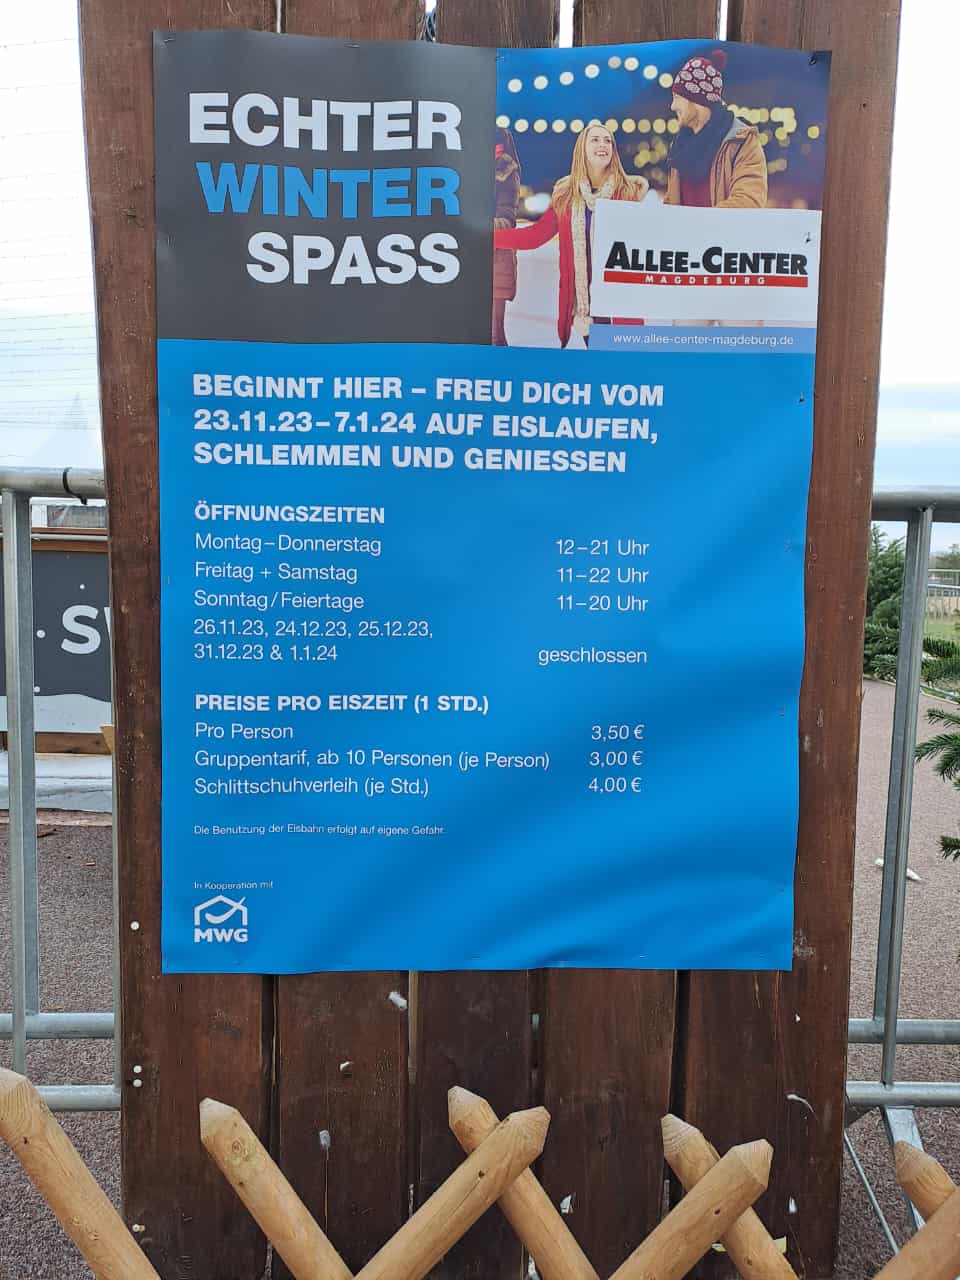 ECHTER
WINTER
SPASS
ALLEE-CENTER
MAGDEBURG
www.allee-center-magdeburg.de
BEGINNT HIER – FREU DICH VOM
23.11.23–7.1.24 AUF EISLAUFEN,
SCHLEMMEN UND GENIESSEN
ÖFFNUNGSZEITEN
Montag–Donnerstag 12–21 Uhr
Freitag + Samstag 11–22 Uhr
Sonntag/Feiertage 11–20 Uhr
26.11.23, 24.12.23, 25.12.23,
31.12.23 & 1.1.24 geschlossen
PREISE PRO EISZEIT (1 STD.)
Pro Person 3,50 €
Gruppentarif, ab 10 Personen (je Person) 3,00 €
Schlittschuhverleih (je Std.) 4,00 €
Die Benutzung der Eisbahn erfolgt auf eigene Gefahr.
In Kooperation mit
MWG